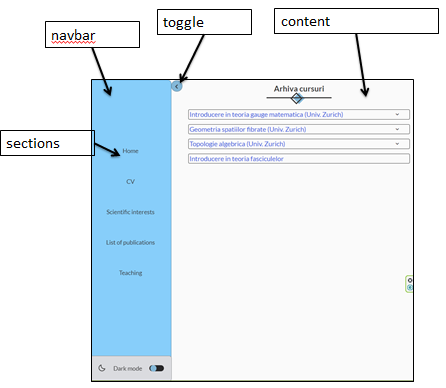 navbar
toggle
content
sections
Home
CV
Scientific interests
List of publications
Teaching
Dark mode
Arhiva cursuri
Introducere in teoria gauge matematica (Univ. Zurich)
Geometria spatiilor fibrate (Univ. Zurich)
Topologie algebrica (Univ. Zurich)
Introducere in teoria fasciculelor